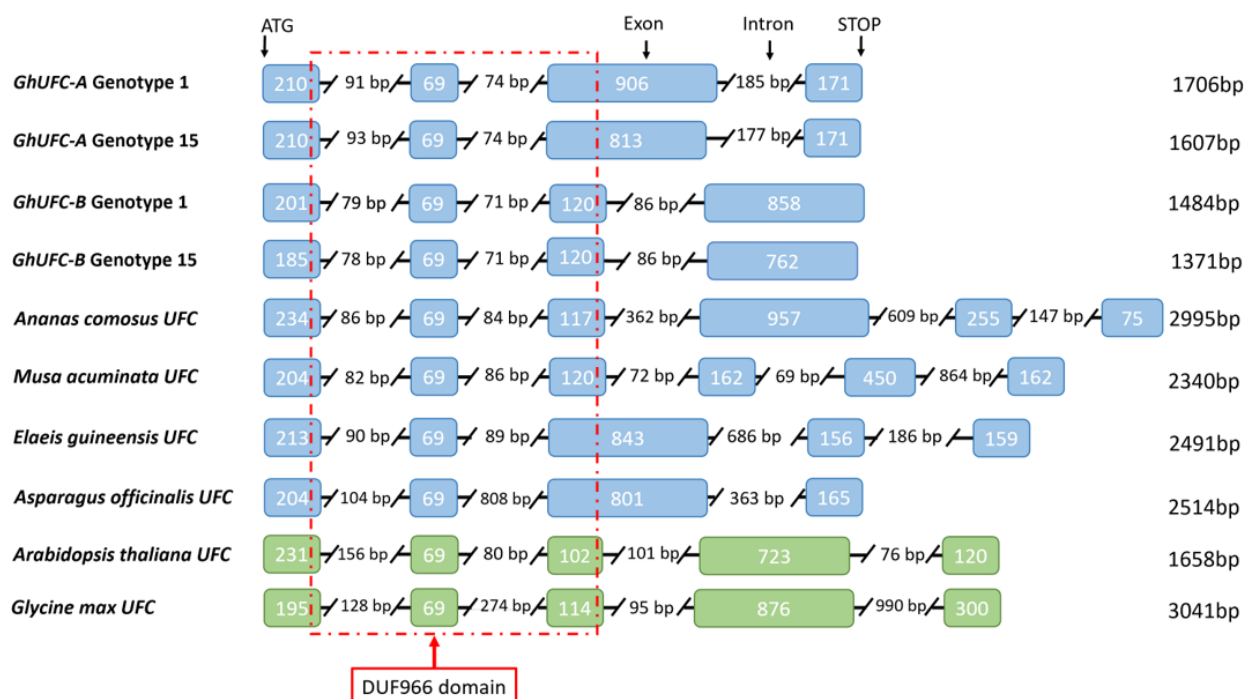 ATG Exon Intron STOP
GhUFC-A Genotype 1 210 91 bp 69 74 bp 906 185 bp 171 1706bp
GhUFC-A Genotype 15 210 93 bp 69 74 bp 813 177 bp 171 1607bp
GhUFC-B Genotype 1 201 79 bp 69 71 bp 120 86 bp 858 1484bp
GhUFC-B Genotype 15 185 78 bp 69 71 bp 120 86 bp 762 1371bp
Ananas comosus UFC 234 86 bp 69 84 bp 117 362 bp 957 609 bp 255 147 bp 75 2995bp
Musa acuminata UFC 204 82 bp 69 86 bp 120 72 bp 162 69 bp 450 864 bp 162 2340bp
Elaeis guineensis UFC 213 90 bp 69 89 bp 843 686 bp 156 186 bp 159 2491bp
Asparagus officinalis UFC 204 104 bp 69 808 bp 801 363 bp 165 2514bp
Arabidopsis thaliana UFC 231 156 bp 69 80 bp 102 101 bp 723 76 bp 120 1658bp
Glycine max UFC 195 128 bp 69 274 bp 114 95 bp 876 990 bp 300 3041bp
DUF966 domain